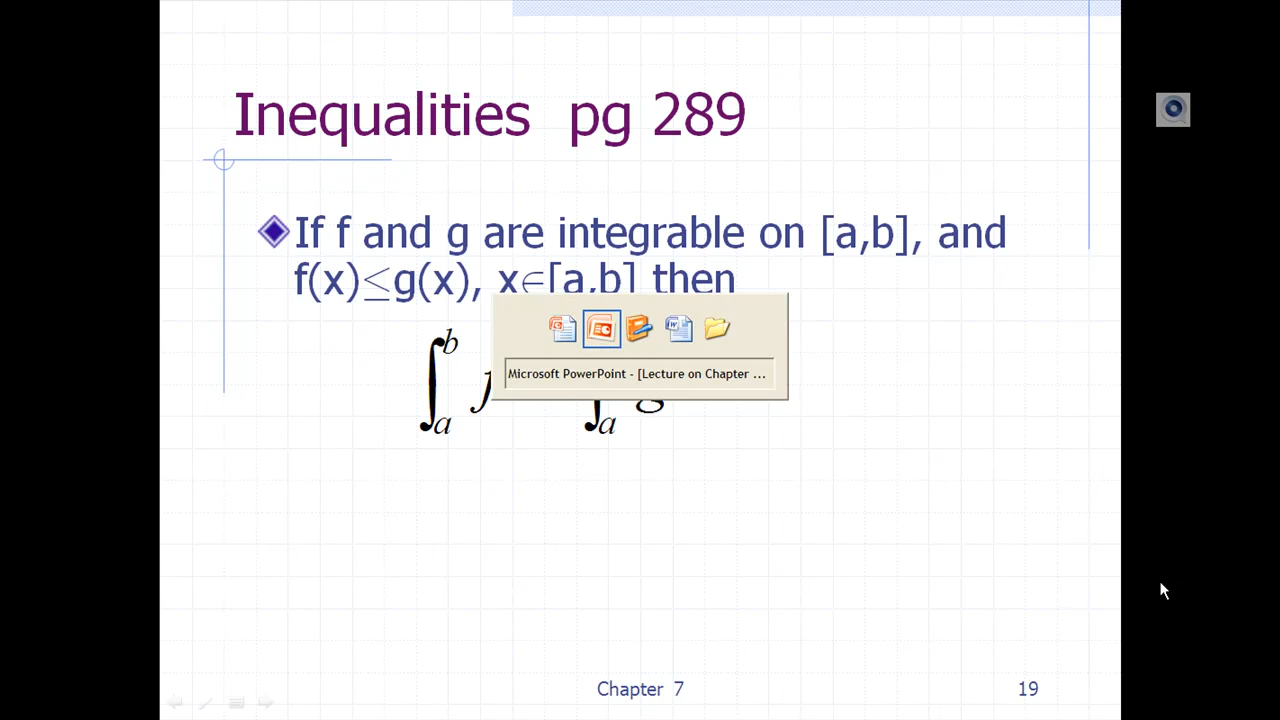 Inequalities pg 289
If f and g are integrable on [a,b], and
f(x)≤g(x), x∈[a,b] then
Microsoft PowerPoint - [Lecture on Chapter ...
∫ b a f ∫ a g
Chapter 7
19